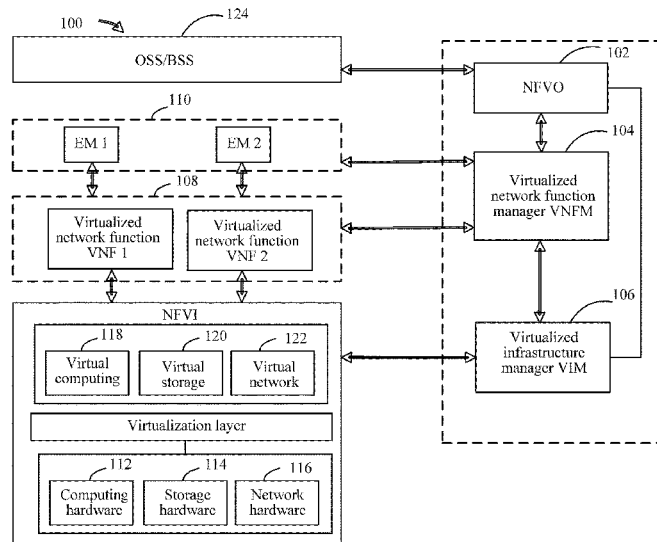 100
124
OSS/BSS
102
NFVO
110
EM 1
EM 2
104
Virtualized
network function
manager VNFM
108
Virtualized
network function
VNF 1
Virtualized
network function
VNF 2
106
Virtualized
infrastructure
manager VIM
NFVI
118
Virtual
computing
120
Virtual
storage
122
Virtual
network
Virtualization layer
112
Computing
hardware
114
Storage
hardware
116
Network
hardware